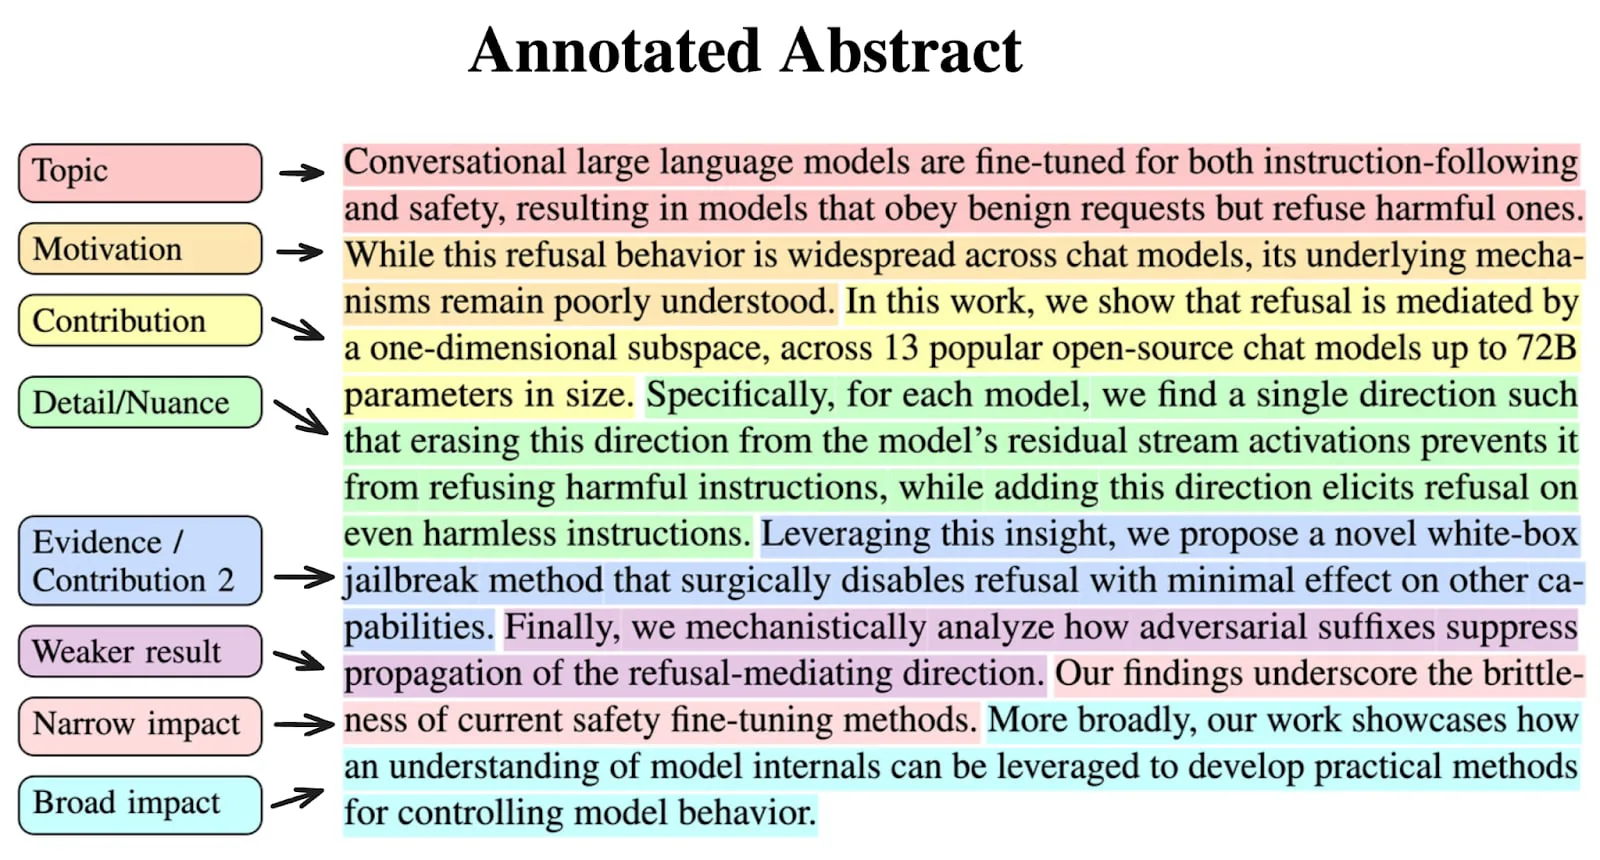 Annotated Abstract
Topic
Motivation
Contribution
Detail/Nuance
Evidence /
Contribution 2
Weaker result
Narrow impact
Broad impact
Conversational large language models are fine-tuned for both instruction-following
and safety, resulting in models that obey benign requests but refuse harmful ones.
While this refusal behavior is widespread across chat models, its underlying mecha-
nisms remain poorly understood. In this work, we show that refusal is mediated by
a one-dimensional subspace, across 13 popular open-source chat models up to 72B
parameters in size. Specifically, for each model, we find a single direction such
that erasing this direction from the model's residual stream activations prevents it
from refusing harmful instructions, while adding this direction elicits refusal on
even harmless instructions. Leveraging this insight, we propose a novel white-box
jailbreak method that surgically disables refusal with minimal effect on other ca-
pabilities. Finally, we mechanistically analyze how adversarial suffixes suppress
propagation of the refusal-mediating direction. Our findings underscore the brittle-
ness of current safety fine-tuning methods. More broadly, our work showcases how
an understanding of model internals can be leveraged to develop practical methods
for controlling model behavior.